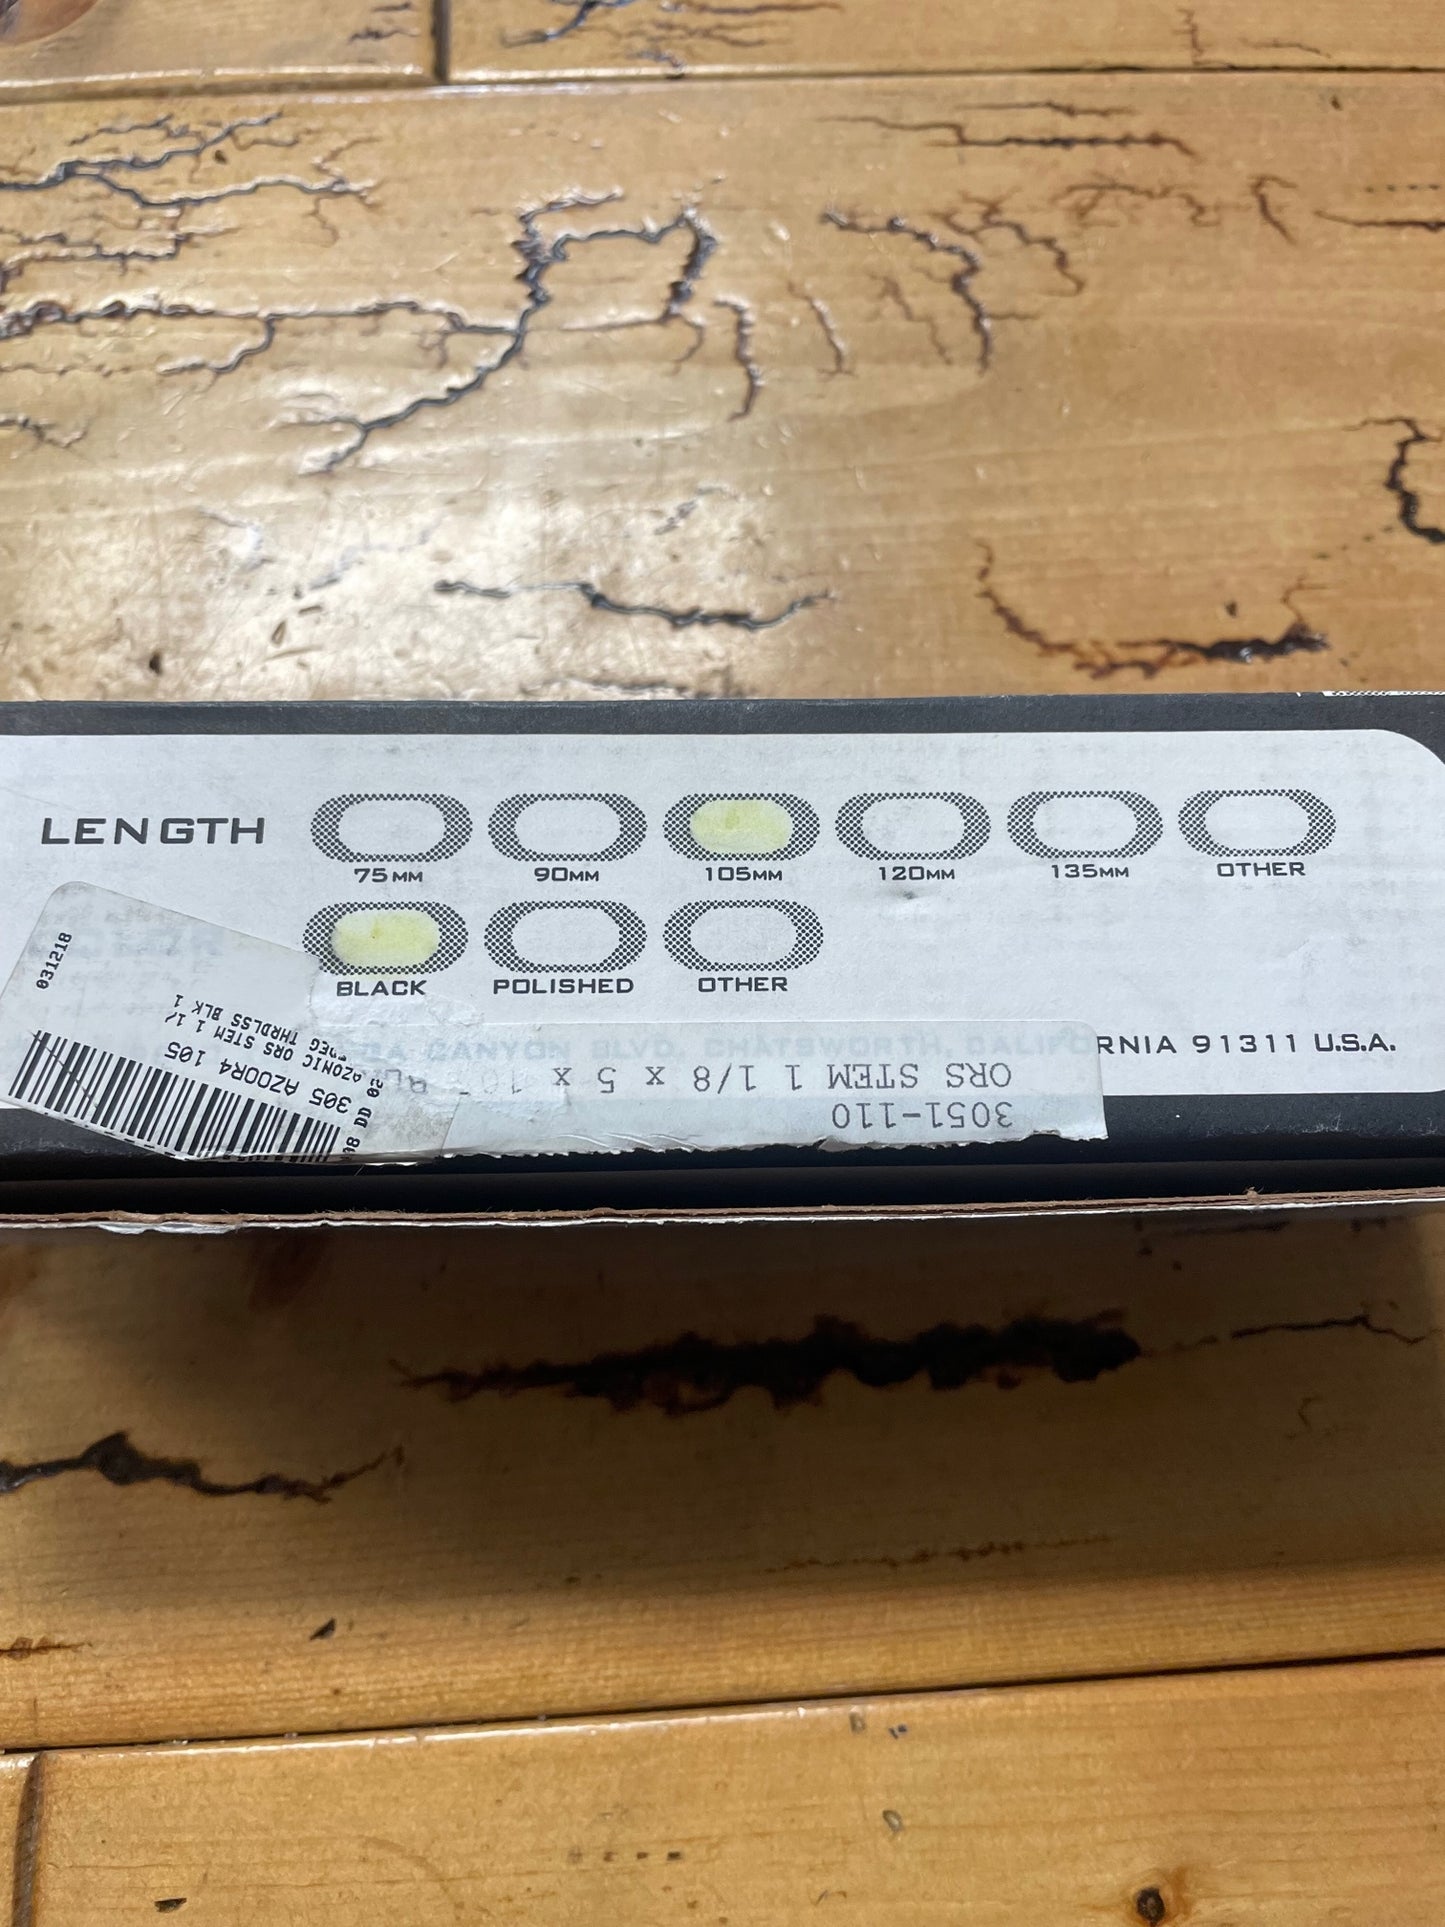 LENGTH
75MM 90MM 105MM 120MM 135MM OTHER
BLACK POLISHED OTHER
CANYON BLVD. CHATSWORTH, CALIFORNIA 91311 U.S.A.
3051-110
ORS STEM 1 1/8 x 5 x
031218
305 AZOOR4 105
AZONIC ORS STEM 1 1/
THRDLSS BLK 1